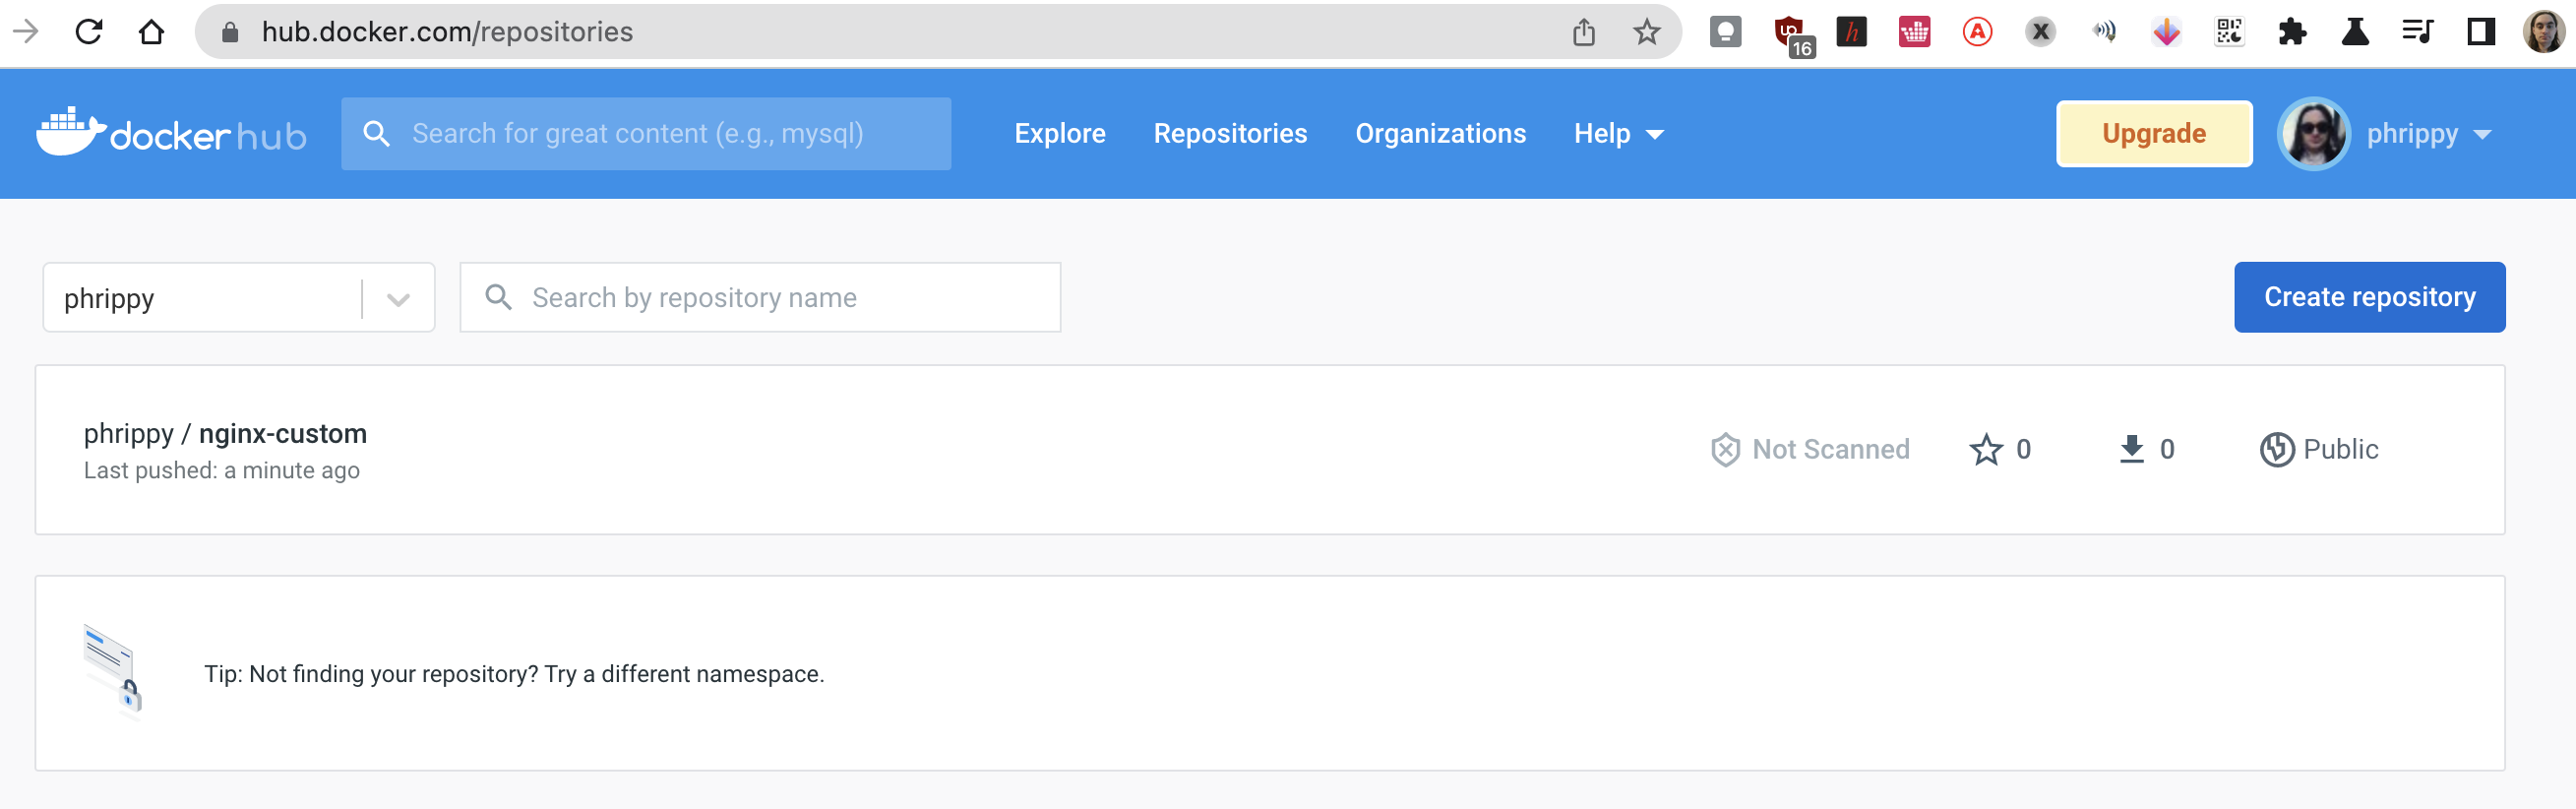 hub.docker.com/repositories
16
docker hub
Search for great content (e.g., mysql)
Explore
Repositories
Organizations
Help
Upgrade
phrippy
phrippy
Search by repository name
Create repository
phrippy / nginx-custom
Last pushed: a minute ago
Not Scanned
0
0
Public
Tip: Not finding your repository? Try a different namespace.